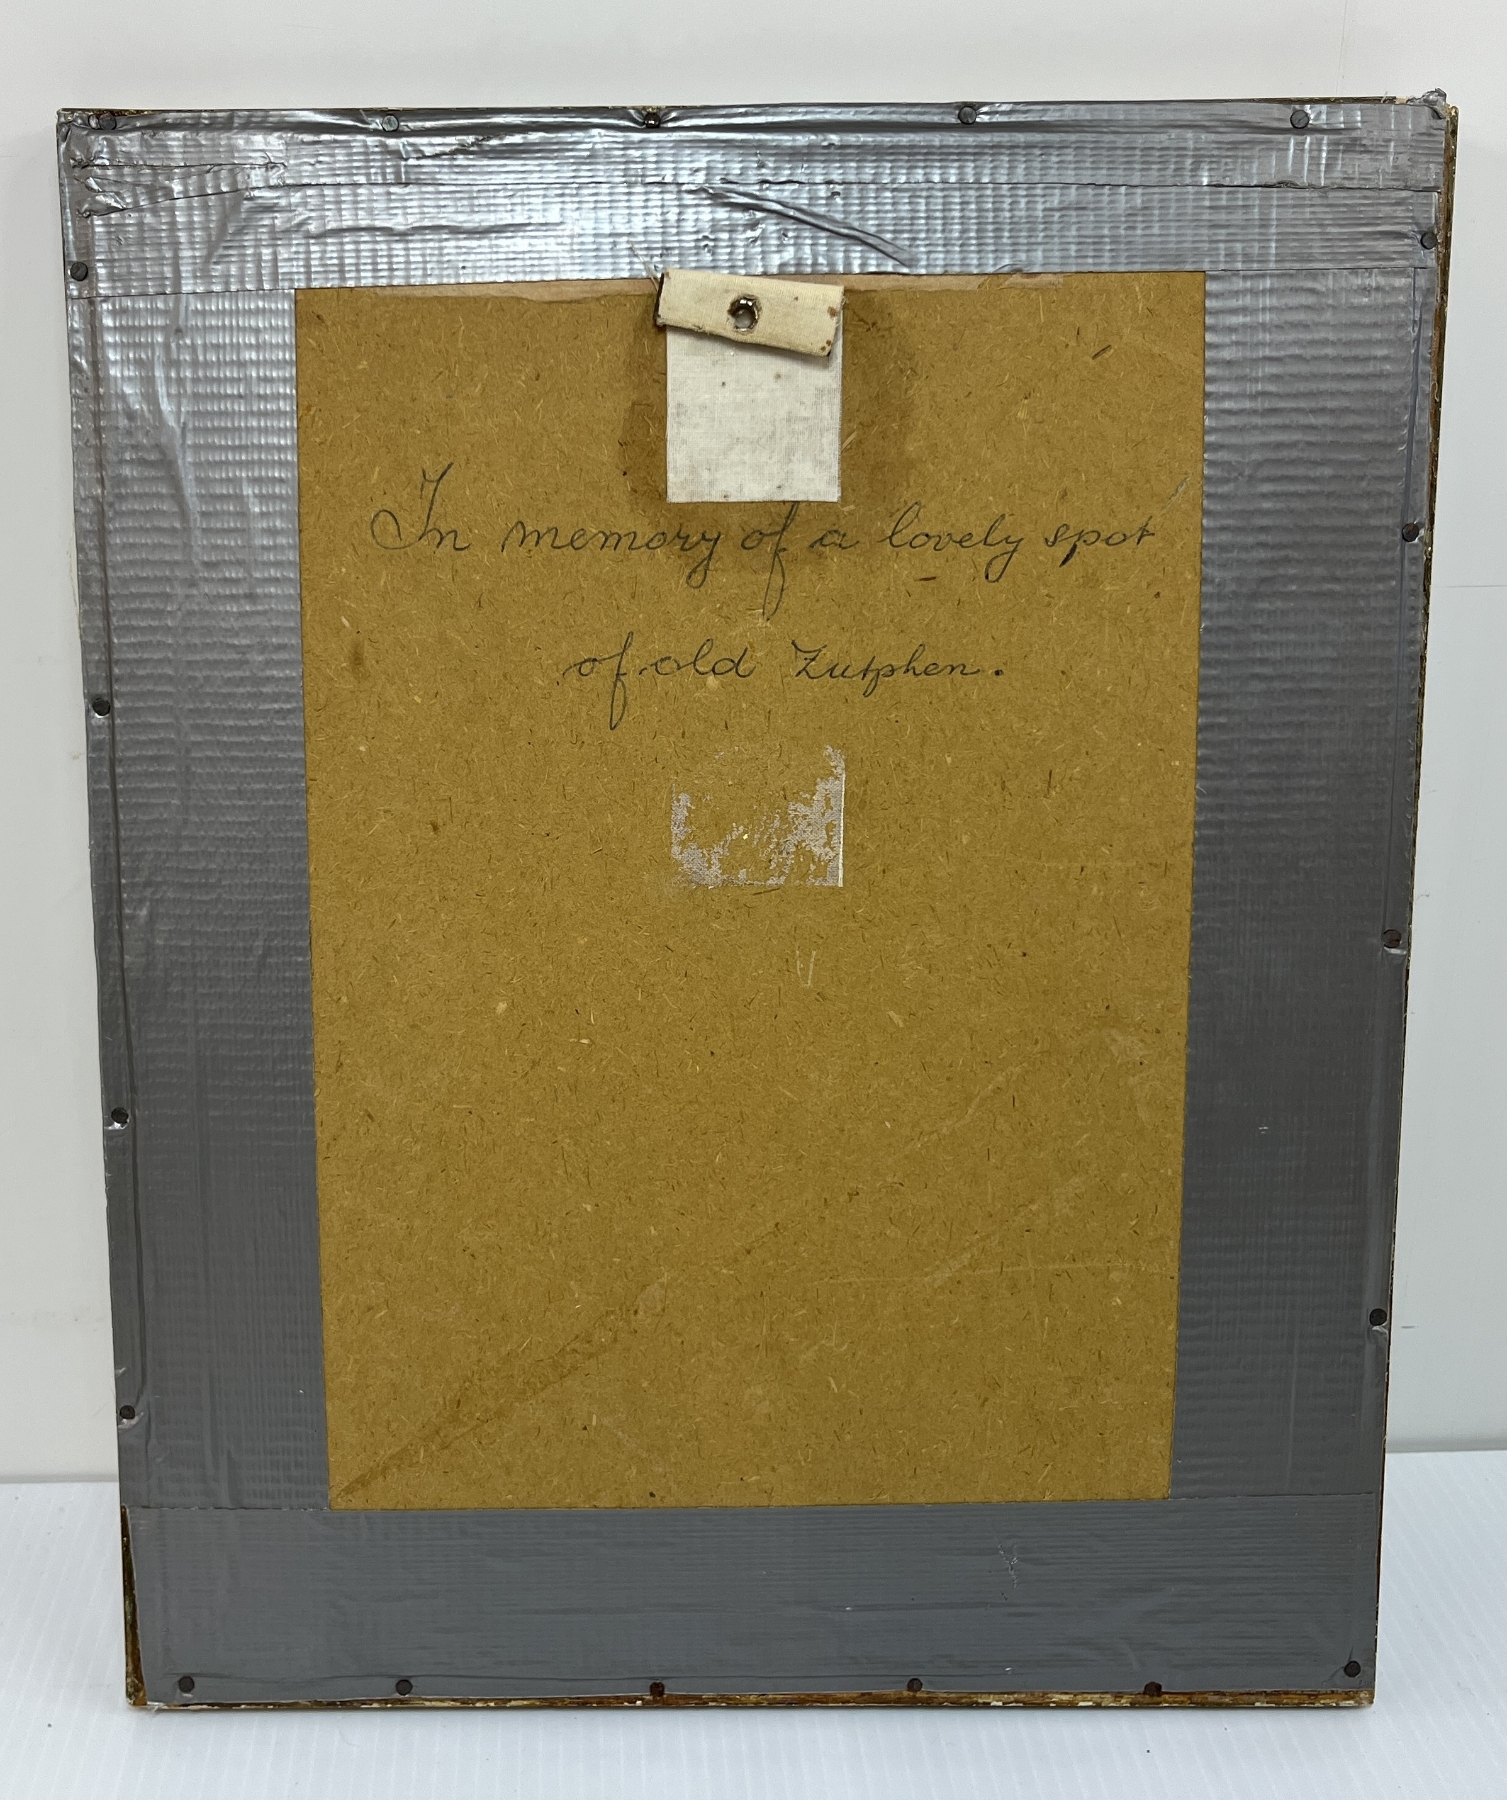 In memory of a lovely spot
of old Zutphen.